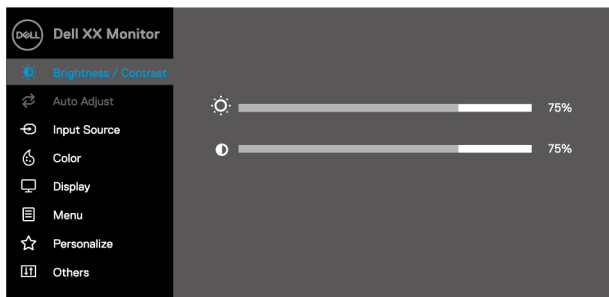 DELL Dell XX Monitor
Brightness / Contrast
Auto Adjust
Input Source
Color
Display
Menu
Personalize
Others
75%
75%